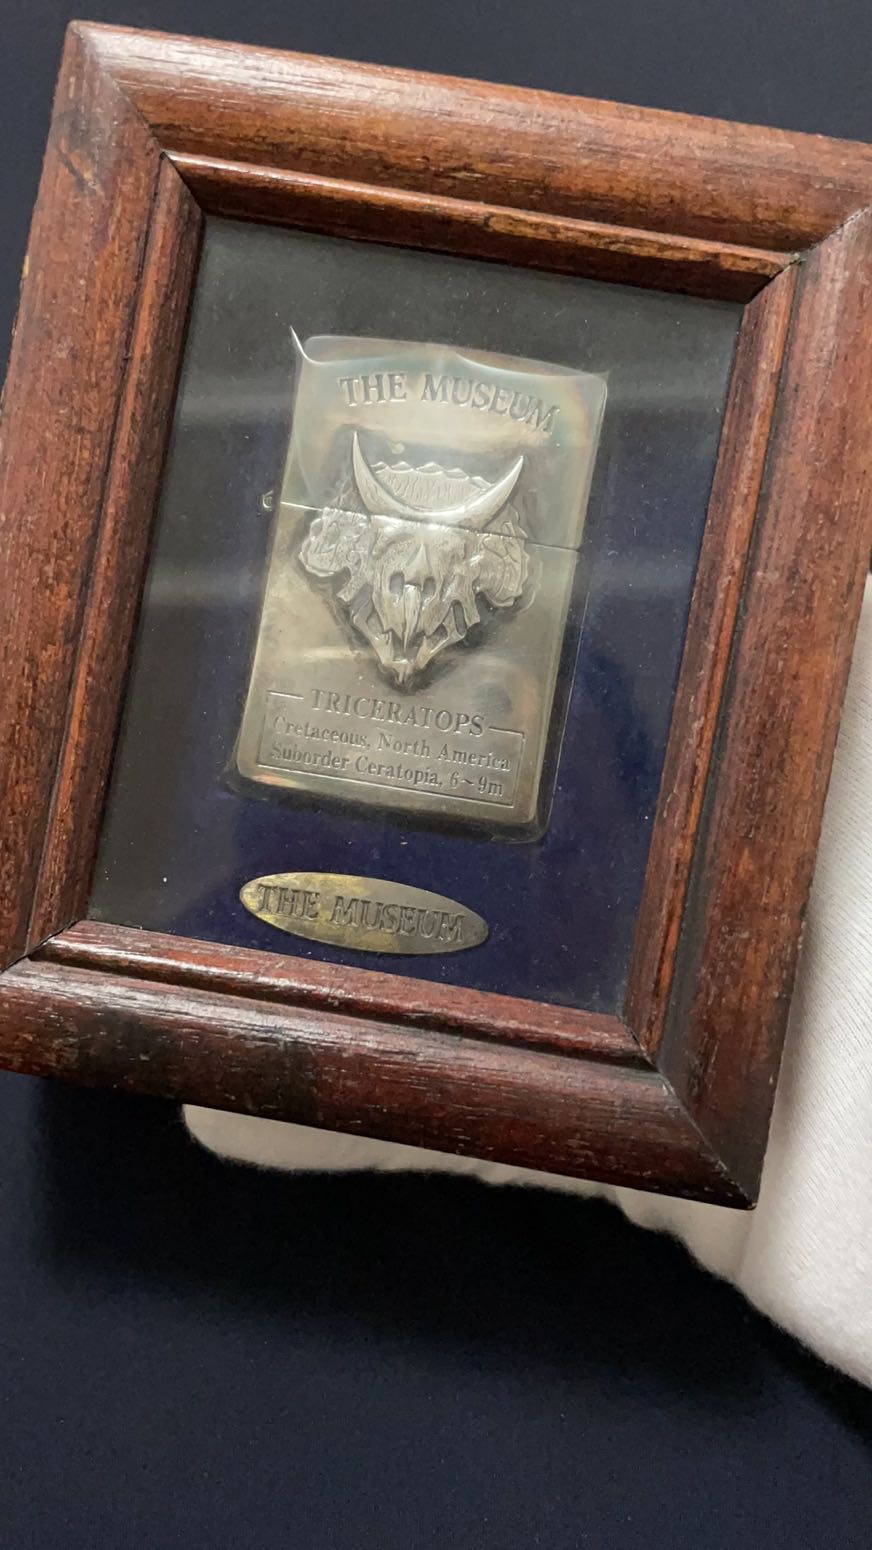 THE MUSEUM
TRICERATOPS
Cretaceous, North America
Suborder Ceratopia, 6~9m
THE MUSEUM